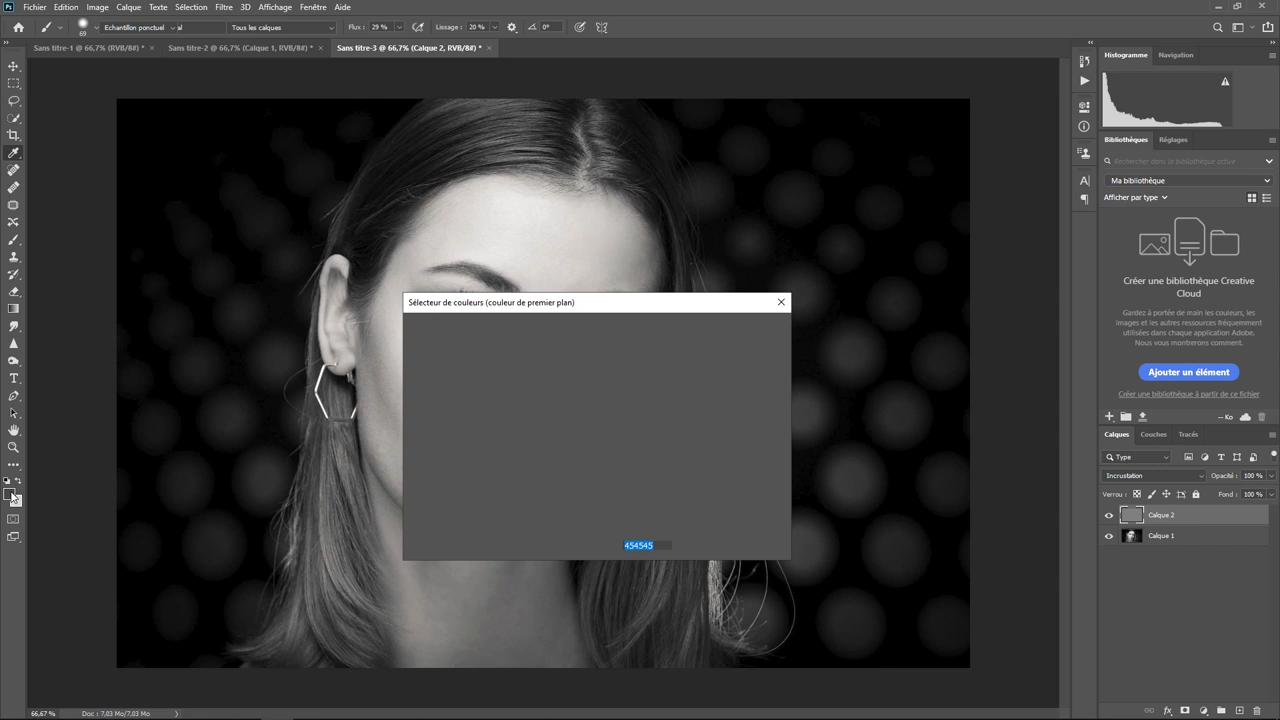 Ps Fichier Edition Image Calque Texte Sélection Filtre 3D Affichage Fenêtre Aide
69 Echantillon ponctuel al Tous les calques Flux : 29 % Lissage : 20 % 0°
Sans titre-1 @ 66,7% (RVB/8#) * × Sans titre-2 @ 66,7% (Calque 1, RVB/8#) * × Sans titre-3 @ 66,7% (Calque 2, RVB/8#) * ×
Histogramme Navigation
Bibliothèques Réglages
Rechercher dans la bibliothèque active
Ma bibliothèque
Afficher par type
Créer une bibliothèque Creative
Cloud
Gardez à portée de main les couleurs,
les images et les autres ressources fréquemment
utilisées dans chaque application Adobe.
Nous vous montrerons comment.
Ajouter un élément
Créer une bibliothèque à partir de ce fichier
-- Ko
Sélecteur de couleurs (couleur de premier plan)
454545
Calques Couches Tracés
Type
Incrustation Opacité : 100 %
Verrou : Fond : 100 %
Calque 2
Calque 1
66,67 % Doc : 7,03 Mo/7,03 Mo